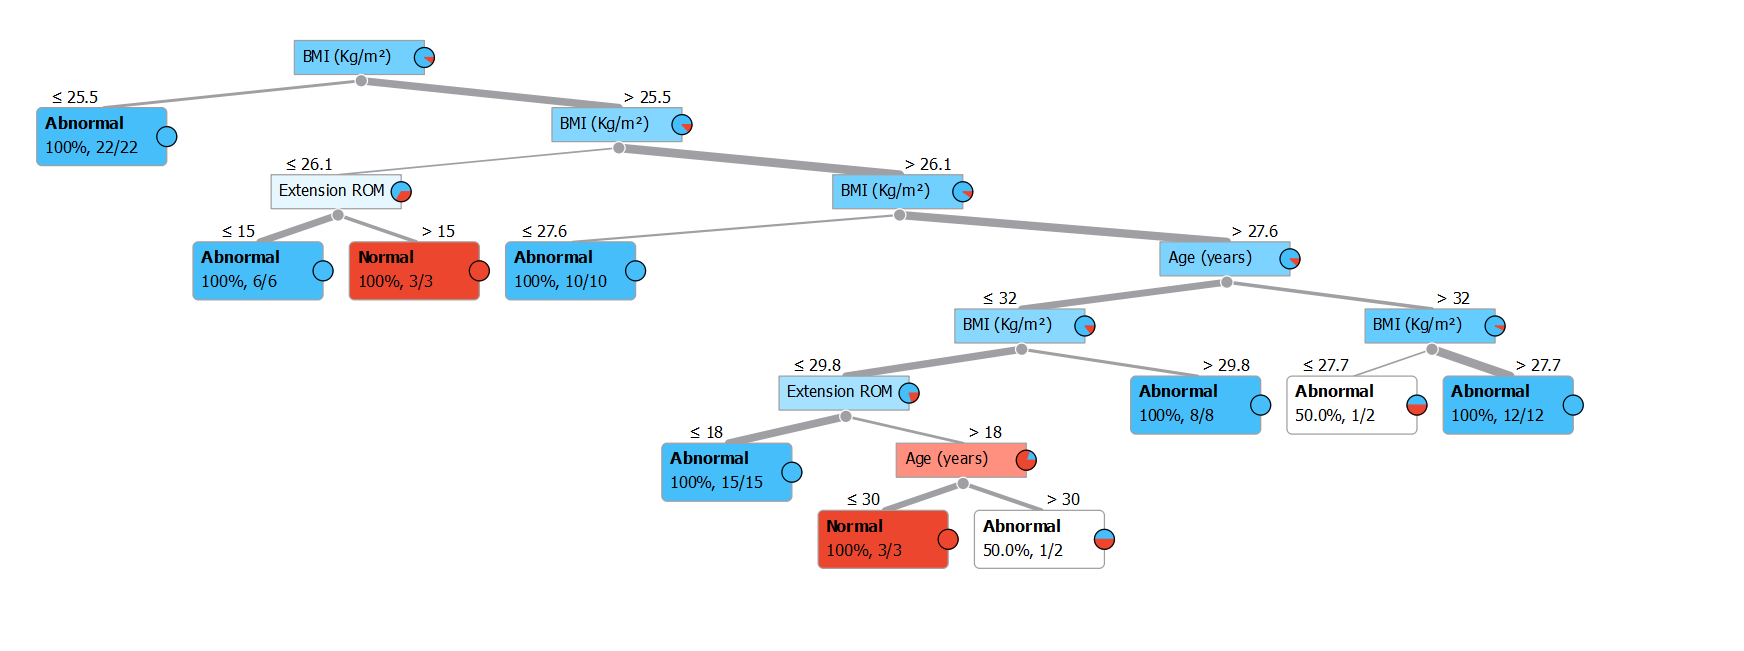 BMI (Kg/m²)
≤ 25.5
> 25.5
Abnormal
100%, 22/22
BMI (Kg/m²)
≤ 26.1
> 26.1
Extension ROM
BMI (Kg/m²)
≤ 15
> 15
≤ 27.6
> 27.6
Abnormal
100%, 6/6
Normal
100%, 3/3
Abnormal
100%, 10/10
Age (years)
≤ 32
> 32
BMI (Kg/m²)
BMI (Kg/m²)
≤ 29.8
> 29.8
≤ 27.7
> 27.7
Extension ROM
Abnormal
100%, 8/8
Abnormal
50.0%, 1/2
Abnormal
100%, 12/12
≤ 18
> 18
Abnormal
100%, 15/15
Age (years)
≤ 30
> 30
Normal
100%, 3/3
Abnormal
50.0%, 1/2